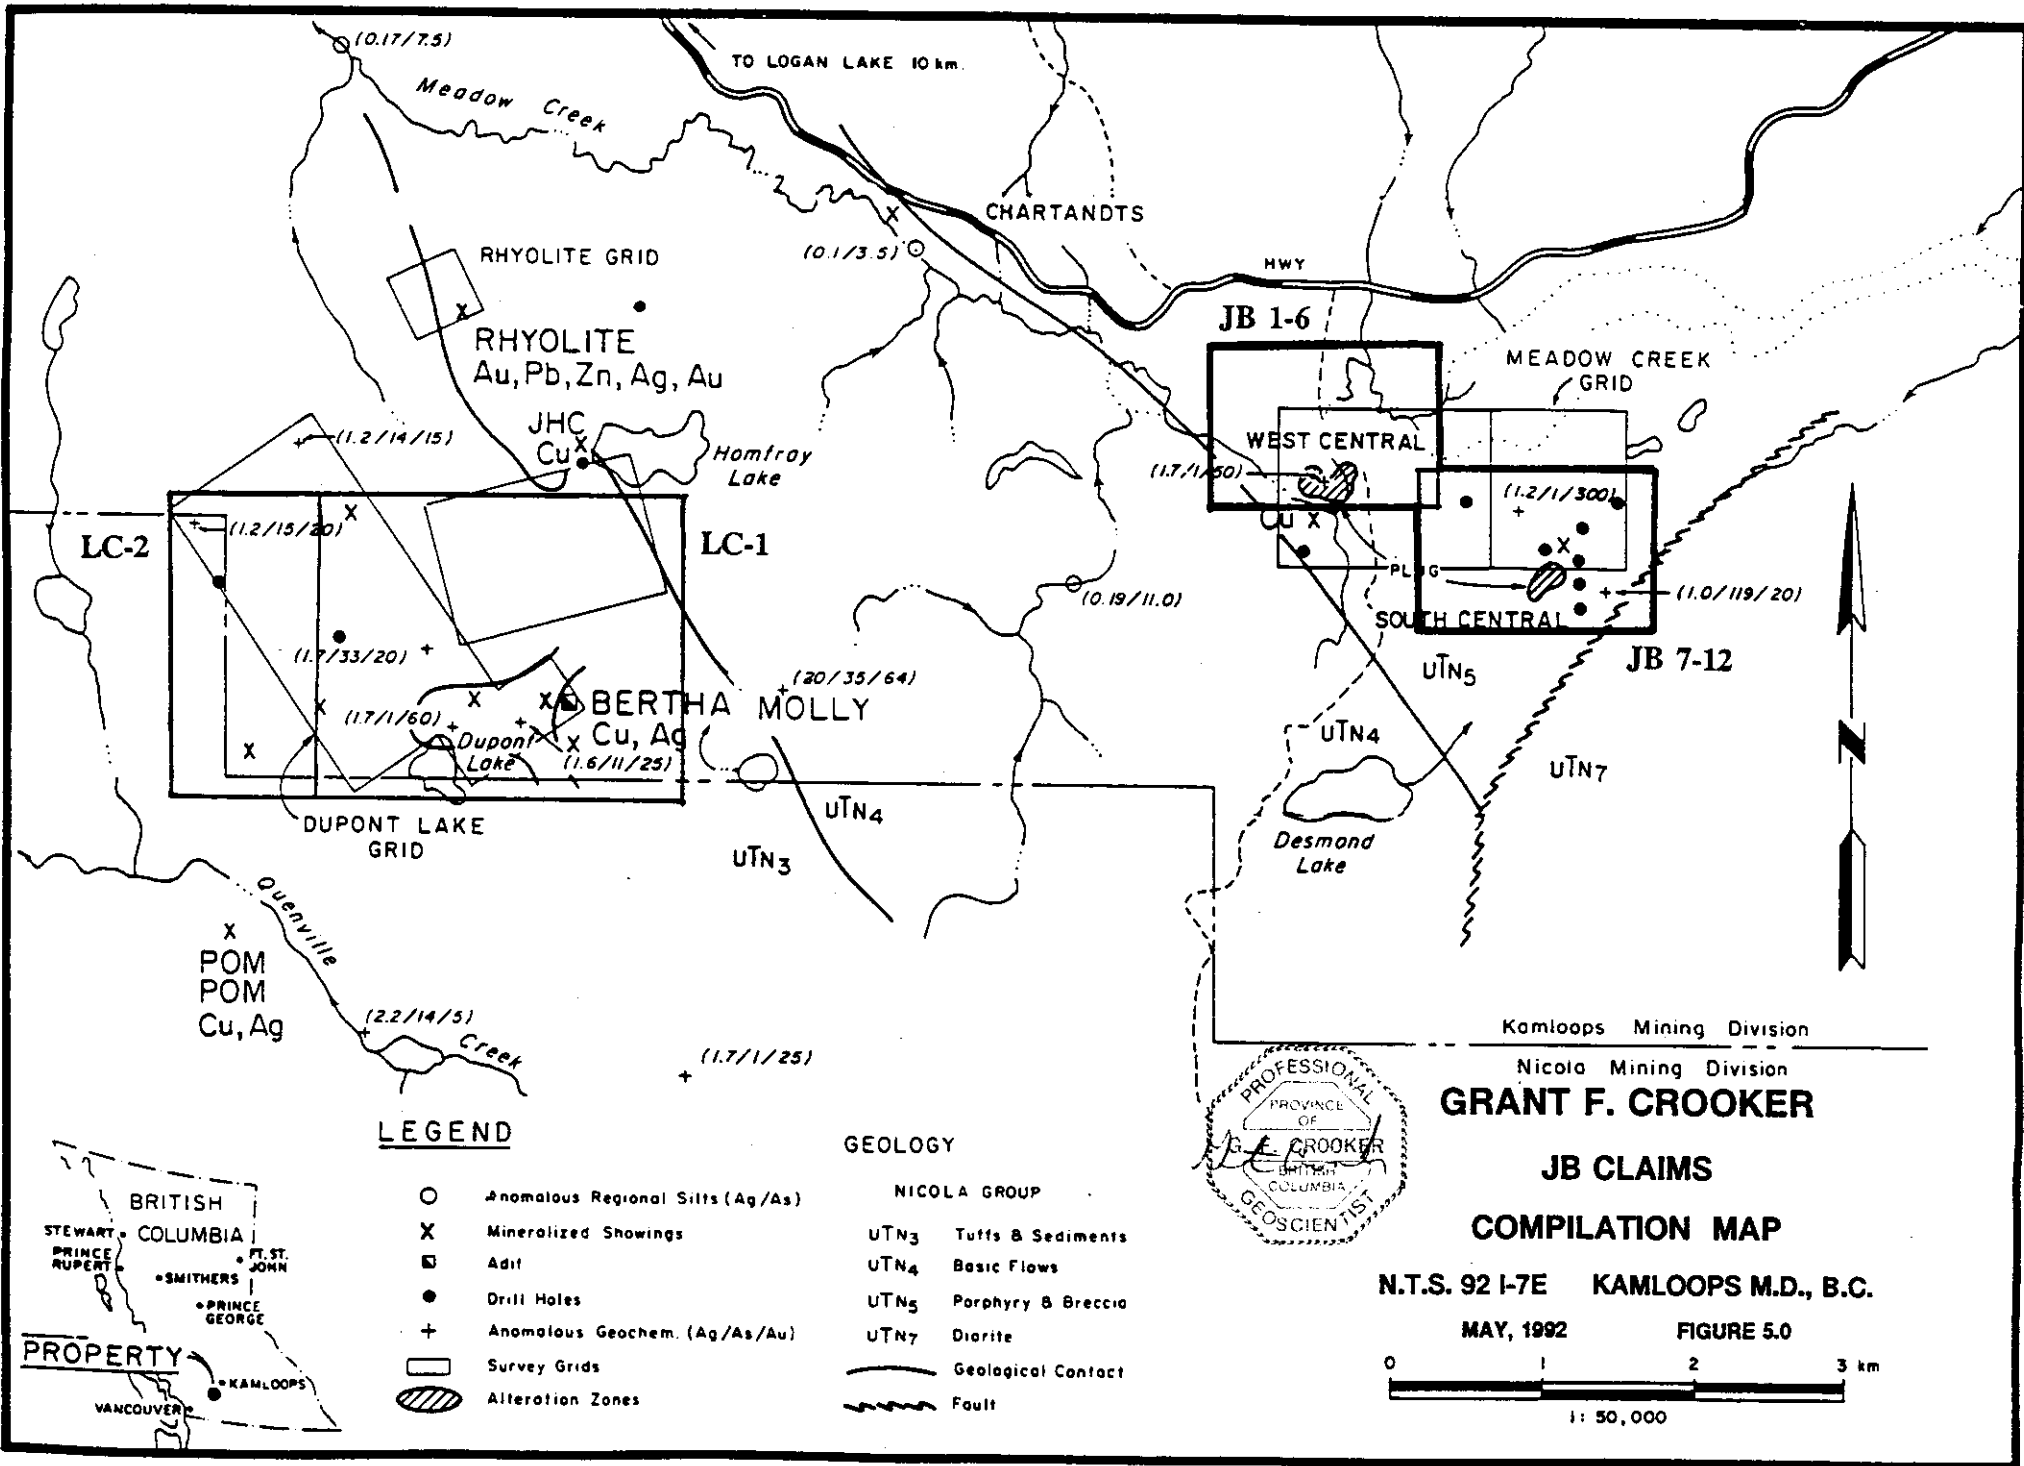 (0.17/7.5)
TO LOGAN LAKE 10 km.
Meadow Creek
CHARTANDTS
(0.1/3.5)
HWY
RHYOLITE GRID
RHYOLITE
Au, Pb, Zn, Ag, Au
JB 1-6
MEADOW CREEK
GRID
JHC
Cu
(1.2/14/15)
Homfray
Lake
WEST CENTRAL
(1.7/1/50)
(1.2/1/300)
Cu
LC-2
(1.2/15/20)
LC-1
PLUG
(0.19/11.0)
(1.0/119/20)
SOUTH CENTRAL
JB 7-12
(1.7/33/20)
UTN5
(20/35/64)
BERTHA MOLLY
Cu, Ag
(1.7/1/60)
Dupont
Lake
(1.6/11/25)
UTN4
UTN7
N
DUPONT LAKE
GRID
UTN4
UTN3
Desmond
Lake
Quenville
Creek
POM
POM
Cu, Ag
(2.2/14/5)
(1.7/1/25)
Kamloops Mining Division
Nicola Mining Division
GRANT F. CROOKER
JB CLAIMS
COMPILATION MAP
N.T.S. 92 I-7E KAMLOOPS M.D., B.C.
MAY, 1992 FIGURE 5.0
0 1 2 3 km
1: 50,000
PROFESSIONAL
PROVINCE
OF
G. F. CROOKER
BRITISH
COLUMBIA
GEOSCIENTIST
LEGEND
Anomalous Regional Silts (Ag/As)
Mineralized Showings
Adit
Drill Holes
Anomalous Geochem. (Ag/As/Au)
Survey Grids
Alteration Zones
GEOLOGY
NICOLA GROUP
UTN3 Tuffs & Sediments
UTN4 Basic Flows
UTN5 Porphyry & Breccia
UTN7 Diorite
Geological Contact
Fault
BRITISH
COLUMBIA
STEWART
PRINCE
RUPERT
FT. ST.
JOHN
SMITHERS
PRINCE
GEORGE
PROPERTY
KAMLOOPS
VANCOUVER